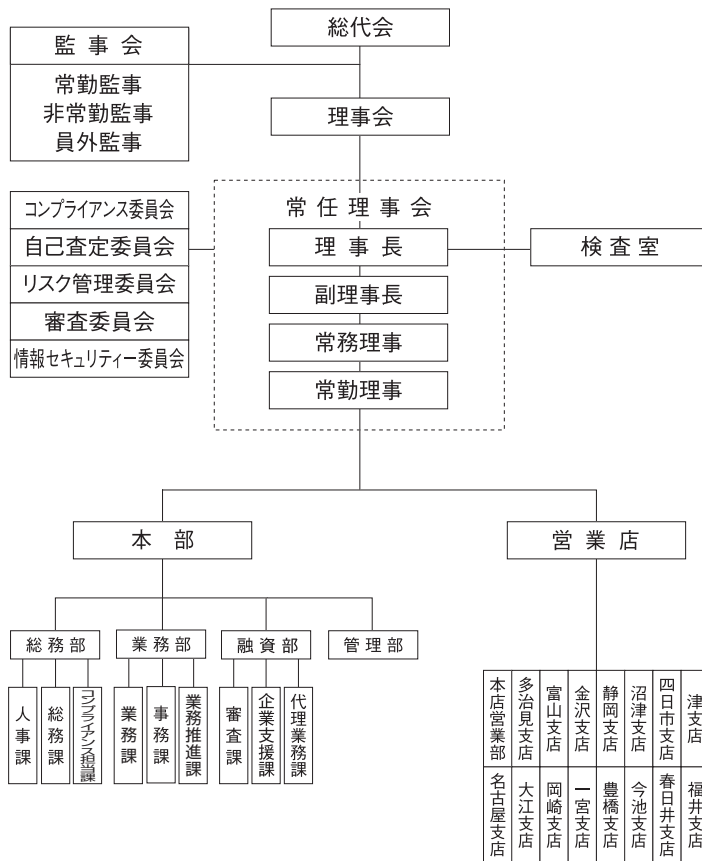 総代会
監事会
常勤監事
非常勤監事
員外監事
理事会
コンプライアンス委員会
自己査定委員会
リスク管理委員会
審査委員会
情報セキュリティー委員会
常任理事会
理事長
副理事長
常務理事
常勤理事
検査室
本部
営業店
総務部
業務部
融資部
管理部
人事課
総務課
コンプライアンス担当課
業務課
事務課
業務推進課
審査課
企業支援課
代理業務課
本店営業部
多治見支店
富山支店
金沢支店
静岡支店
沼津支店
四日市支店
津支店
名古屋支店
大江支店
岡崎支店
一宮支店
豊橋支店
今池支店
春日井支店
福井支店